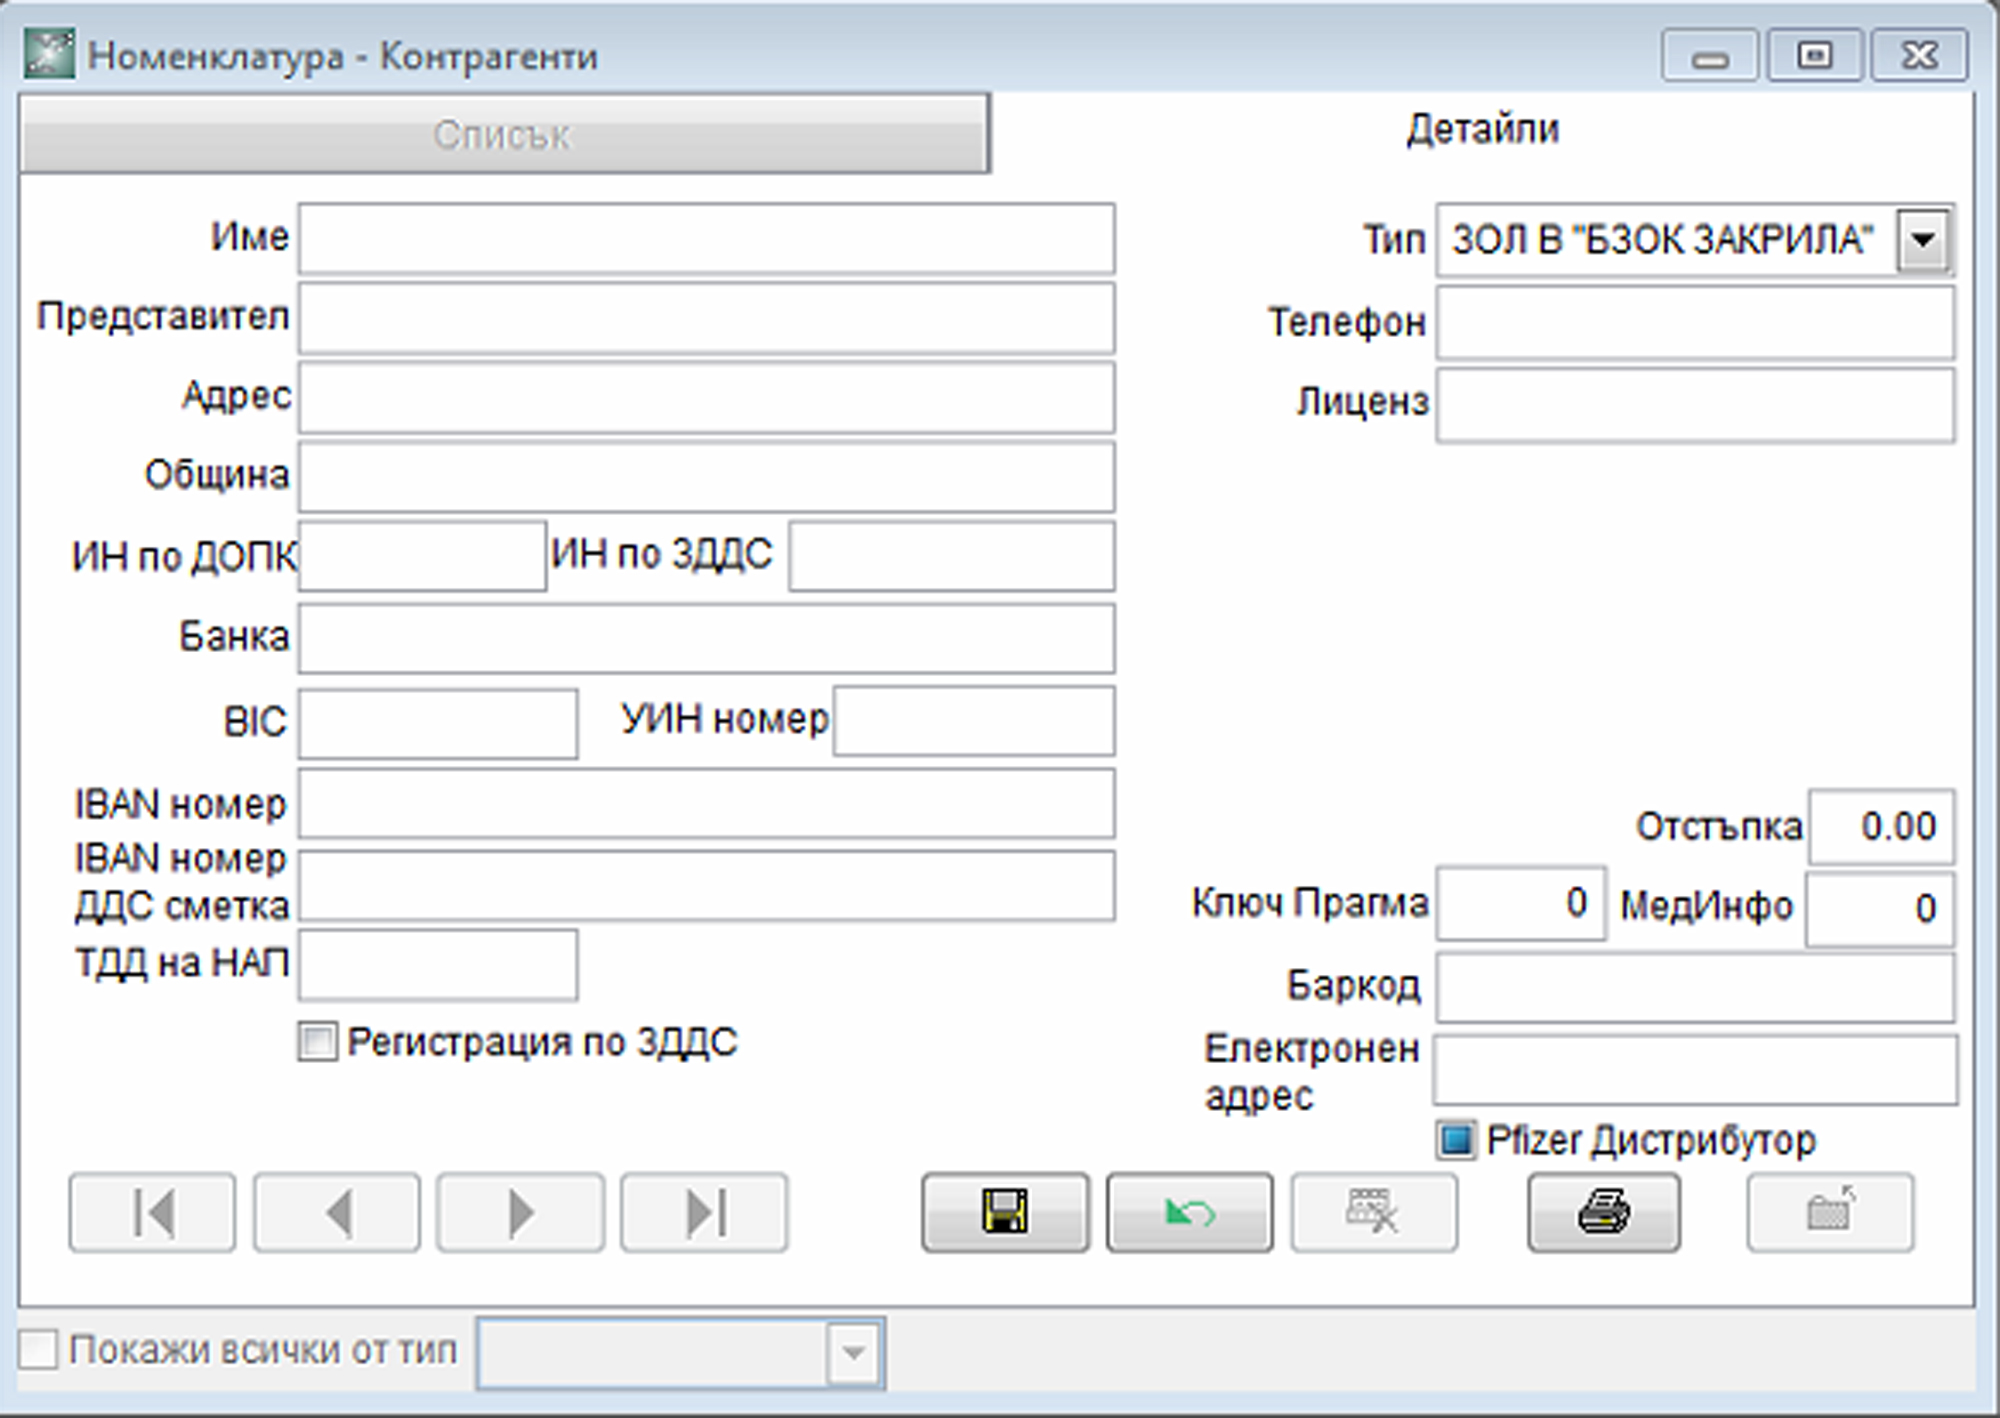 Номенклатура - Контрагенти
Списък
Детайли
Име
Тип ЗОЛ В "БЗОК ЗАКРИЛА"
Представител
Телефон
Адрес
Лиценз
Община
ИН по ДОПК ИН по ЗДДС
Банка
BIC УИН номер
IBAN номер
Отстъпка 0.00
IBAN номер
ДДС сметка
Ключ Прагма 0 МедИнфо 0
ТДД на НАП
Баркод
Регистрация по ЗДДС
Електронен
адрес
Pfizer Дистрибутор
Покажи всички от тип